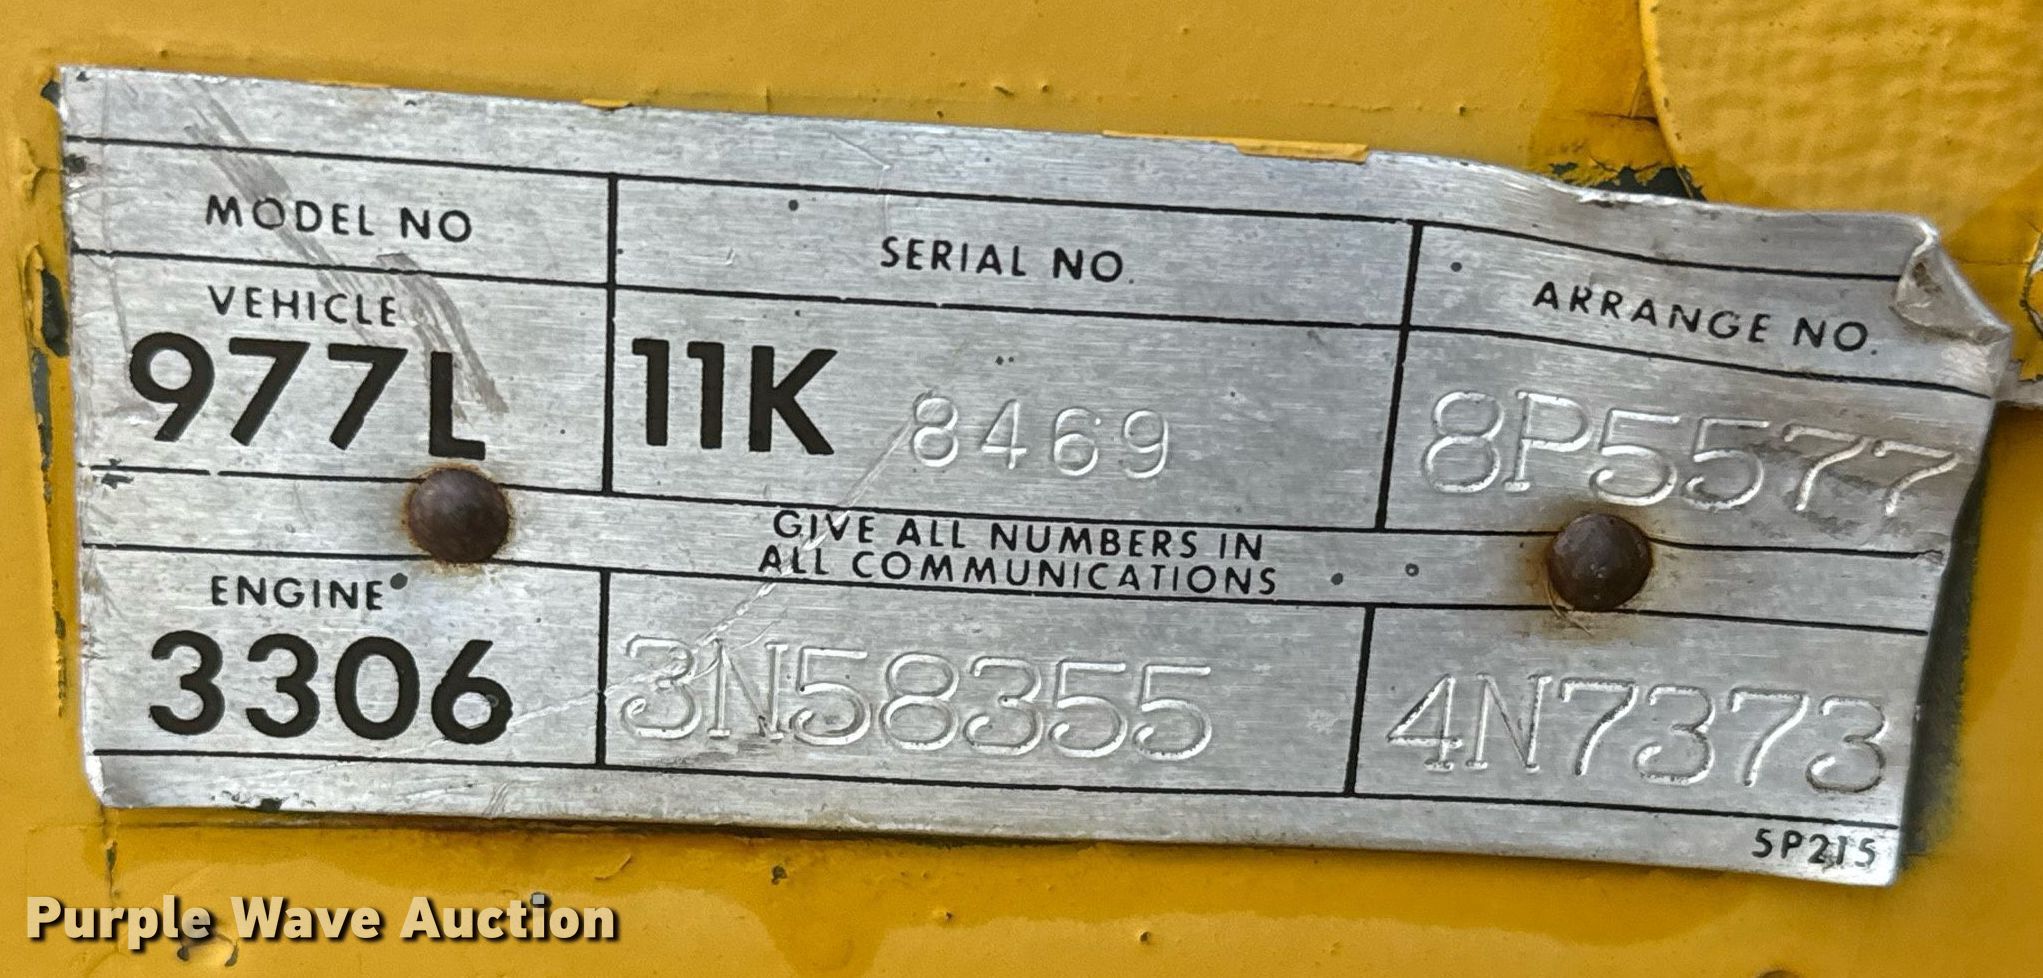 MODEL NO SERIAL NO. ARRANGE NO.
VEHICLE
977L 11K 8469 8P5577
GIVE ALL NUMBERS IN
ALL COMMUNICATIONS
ENGINE
3306 3N58355 4N7373
5P215
Purple Wave Auction